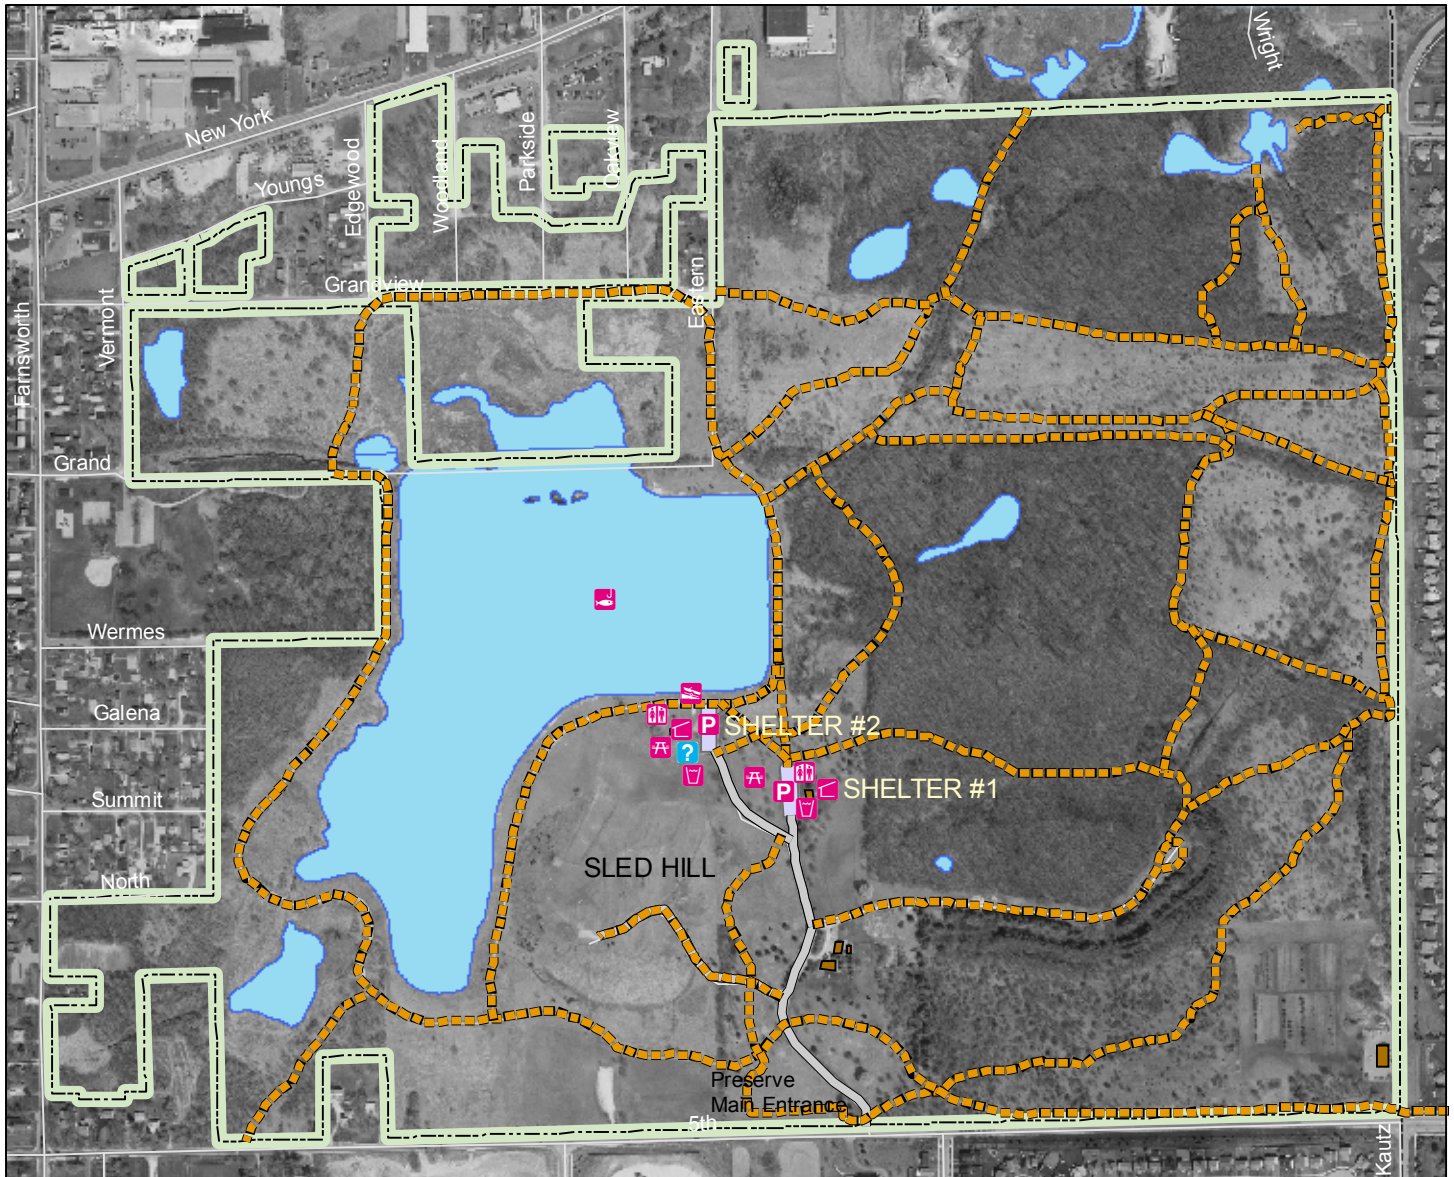 Wright
New York
Youngs
Edgewood
Woodland
Parkside
Oakview
Grandview
Eastern
Vermont
Farnsworth
Grand
Wermes
Galena
Summit
North
P
SHELTER #2
?
P
SHELTER #1
SLED HILL
Preserve
Main Entrance
5th
Kautz